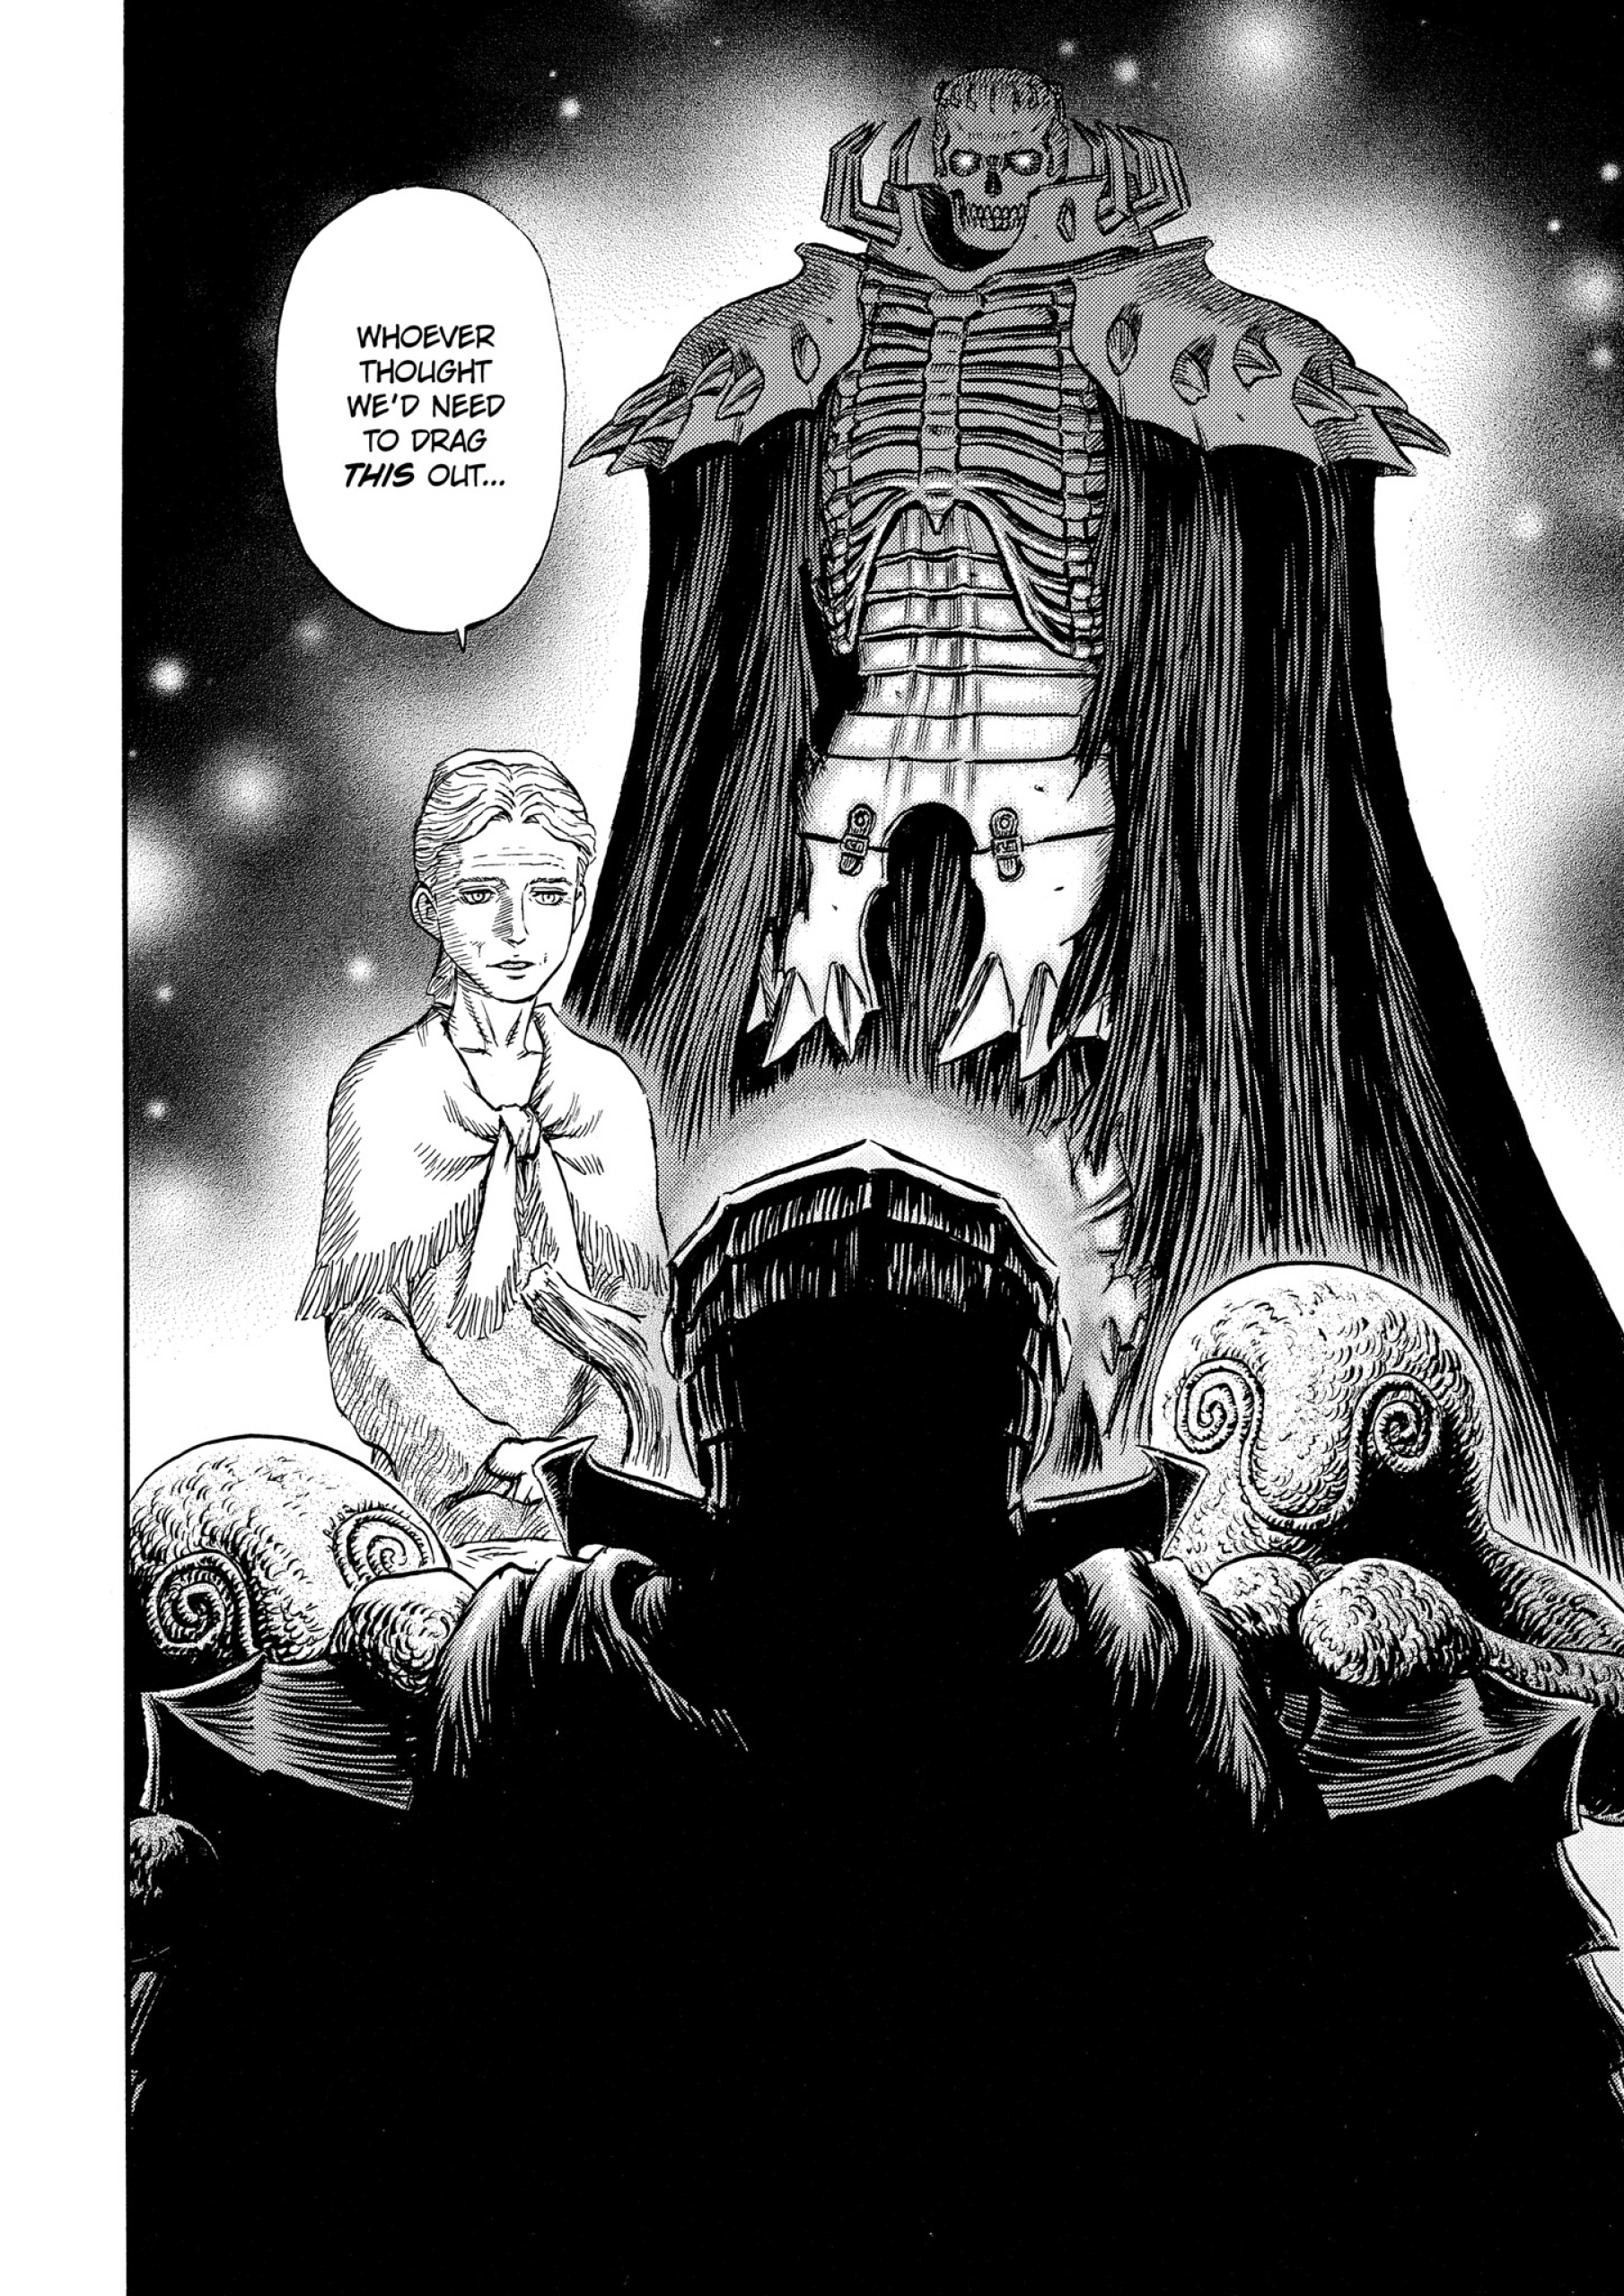 WHOEVER
THOUGHT
WE'D NEED
TO DRAG
THIS OUT...